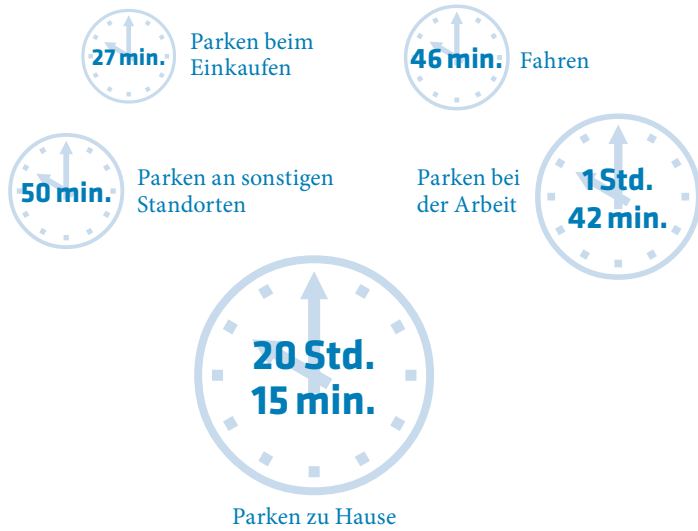 27 min.
Parken beim
Einkaufen
46 min.
Fahren
50 min.
Parken an sonstigen
Standorten
Parken bei
der Arbeit
1 Std.
42 min.
20 Std.
15 min.
Parken zu Hause